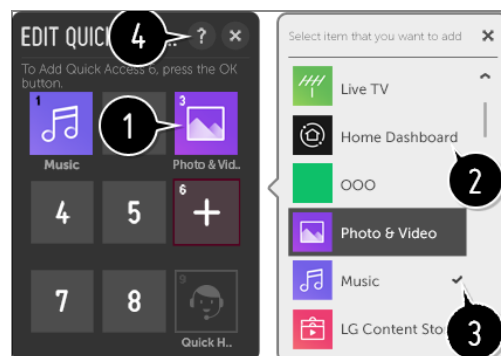 EDIT QUIC
4
..
?
To Add Quick Access 6, press the OK
button.
1
Music
1
3
Photo & Vid..
4
5
6
7
8
9
Quick H..
Select item that you want to add
Live TV
Home Dashboard
2
OOO
Photo & Video
Music
3
LG Content Sto